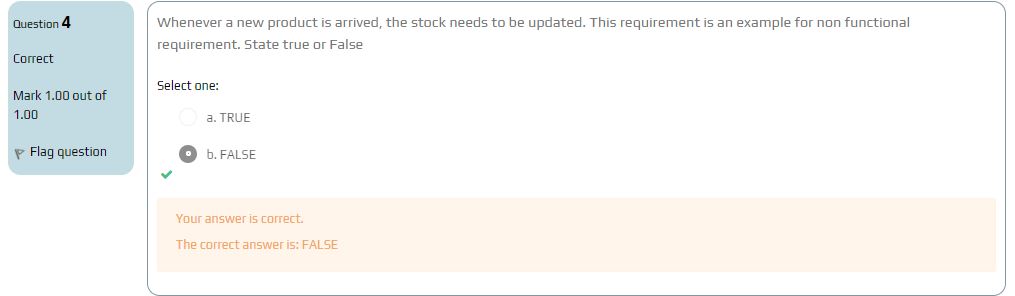 Question 4
Correct
Mark 1.00 out of
1.00
Flag question
Whenever a new product is arrived, the stock needs to be updated. This requirement is an example for non functional
requirement. State true or False
Select one:
a. TRUE
b. FALSE
Your answer is correct.
The correct answer is: FALSE